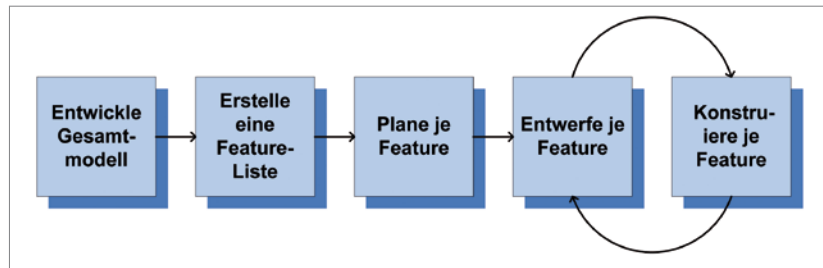 Entwickle
Gesamt-
modell
Erstelle
eine
Feature-
Liste
Plane je
Feature
Entwerfe je
Feature
Konstru-
iere je
Feature